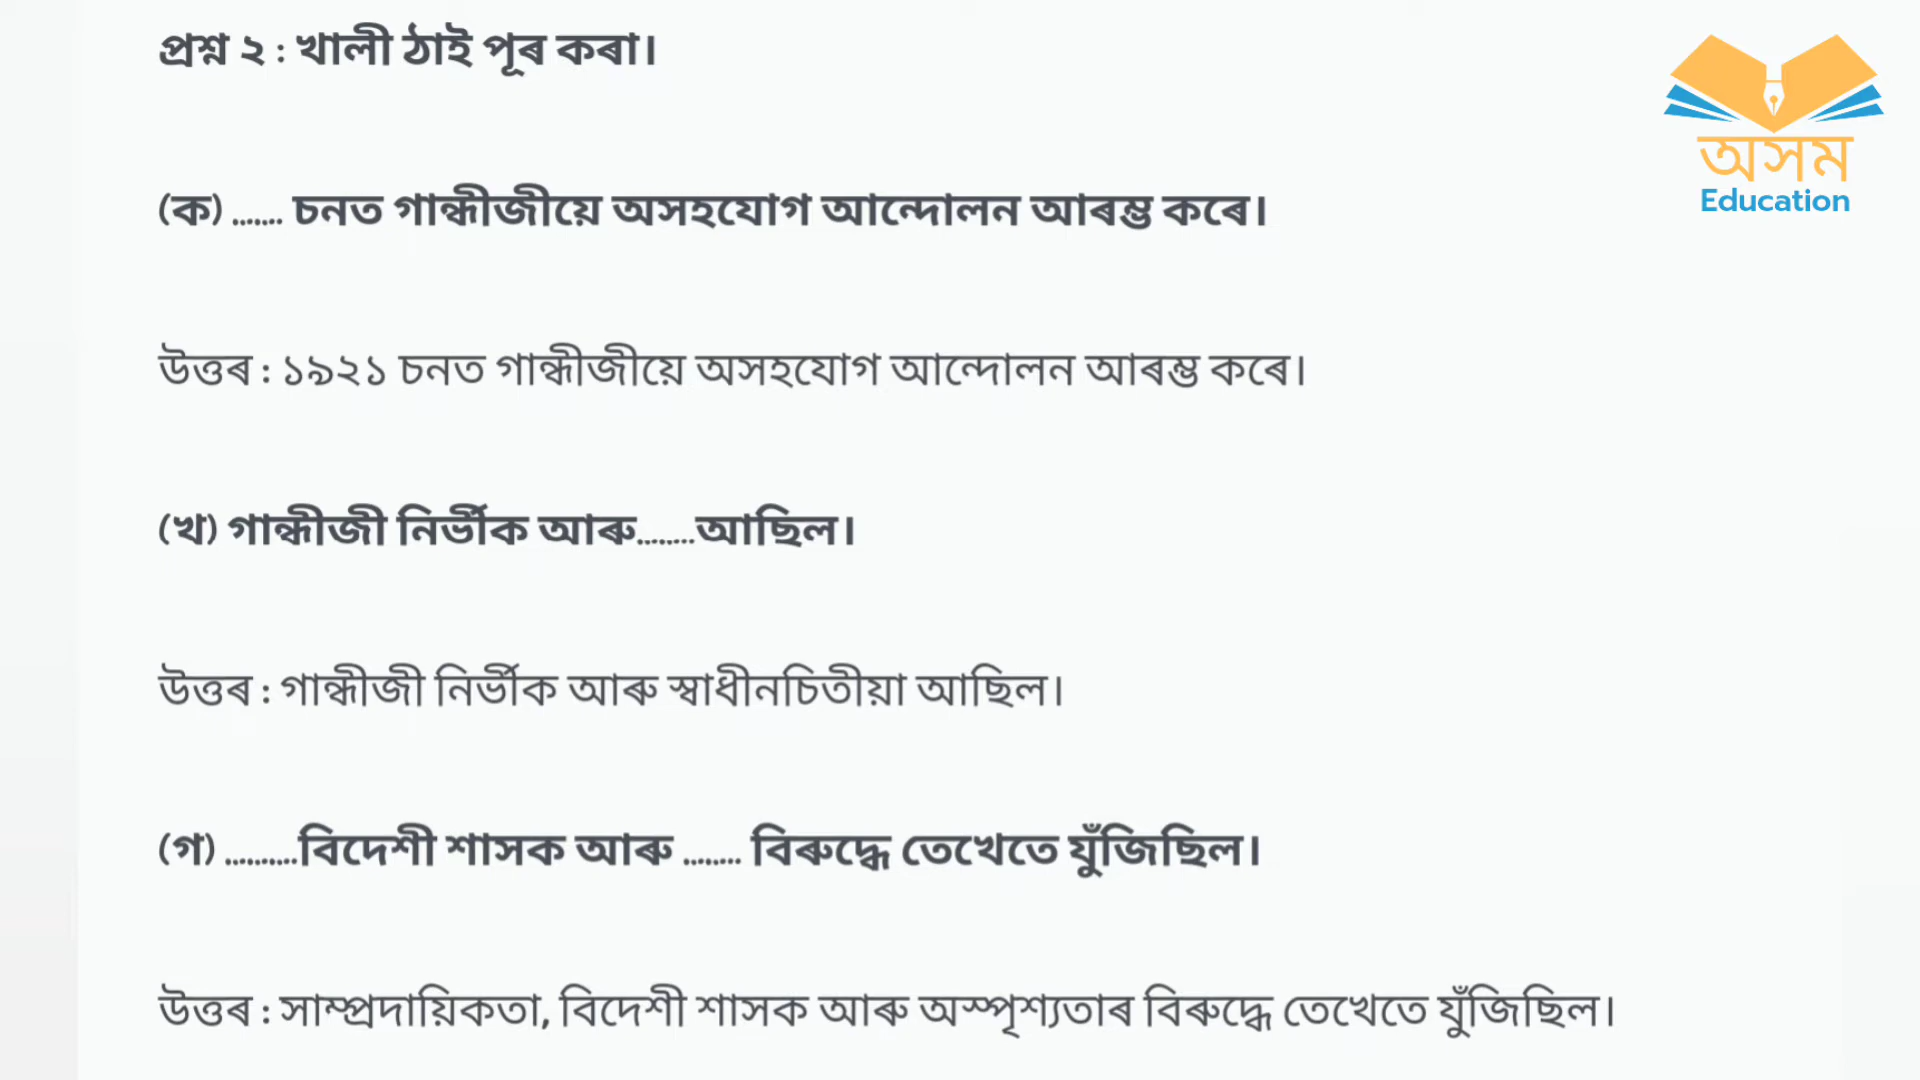 প্ৰশ্ন ২ : খালী ঠাই পূৰ কৰা।
অসম
Education
(ক) ....... চনত গান্ধীজীয়ে অসহযোগ আন্দোলন আৰম্ভ কৰে।
উত্তৰ : ১৯২১ চনত গান্ধীজীয়ে অসহযোগ আন্দোলন আৰম্ভ কৰে।
(খ) গান্ধীজী নিৰ্ভীক আৰু........আছিল।
উত্তৰ : গান্ধীজী নিৰ্ভীক আৰু স্বাধীনচিতীয়া আছিল।
(গ) ..........বিদেশী শাসক আৰু ........ বিৰুদ্ধে তেখেতে যুঁজিছিল।
উত্তৰ : সাম্প্ৰদায়িকতা, বিদেশী শাসক আৰু অস্পৃশ্যতাৰ বিৰুদ্ধে তেখেতে যুঁজিছিল।